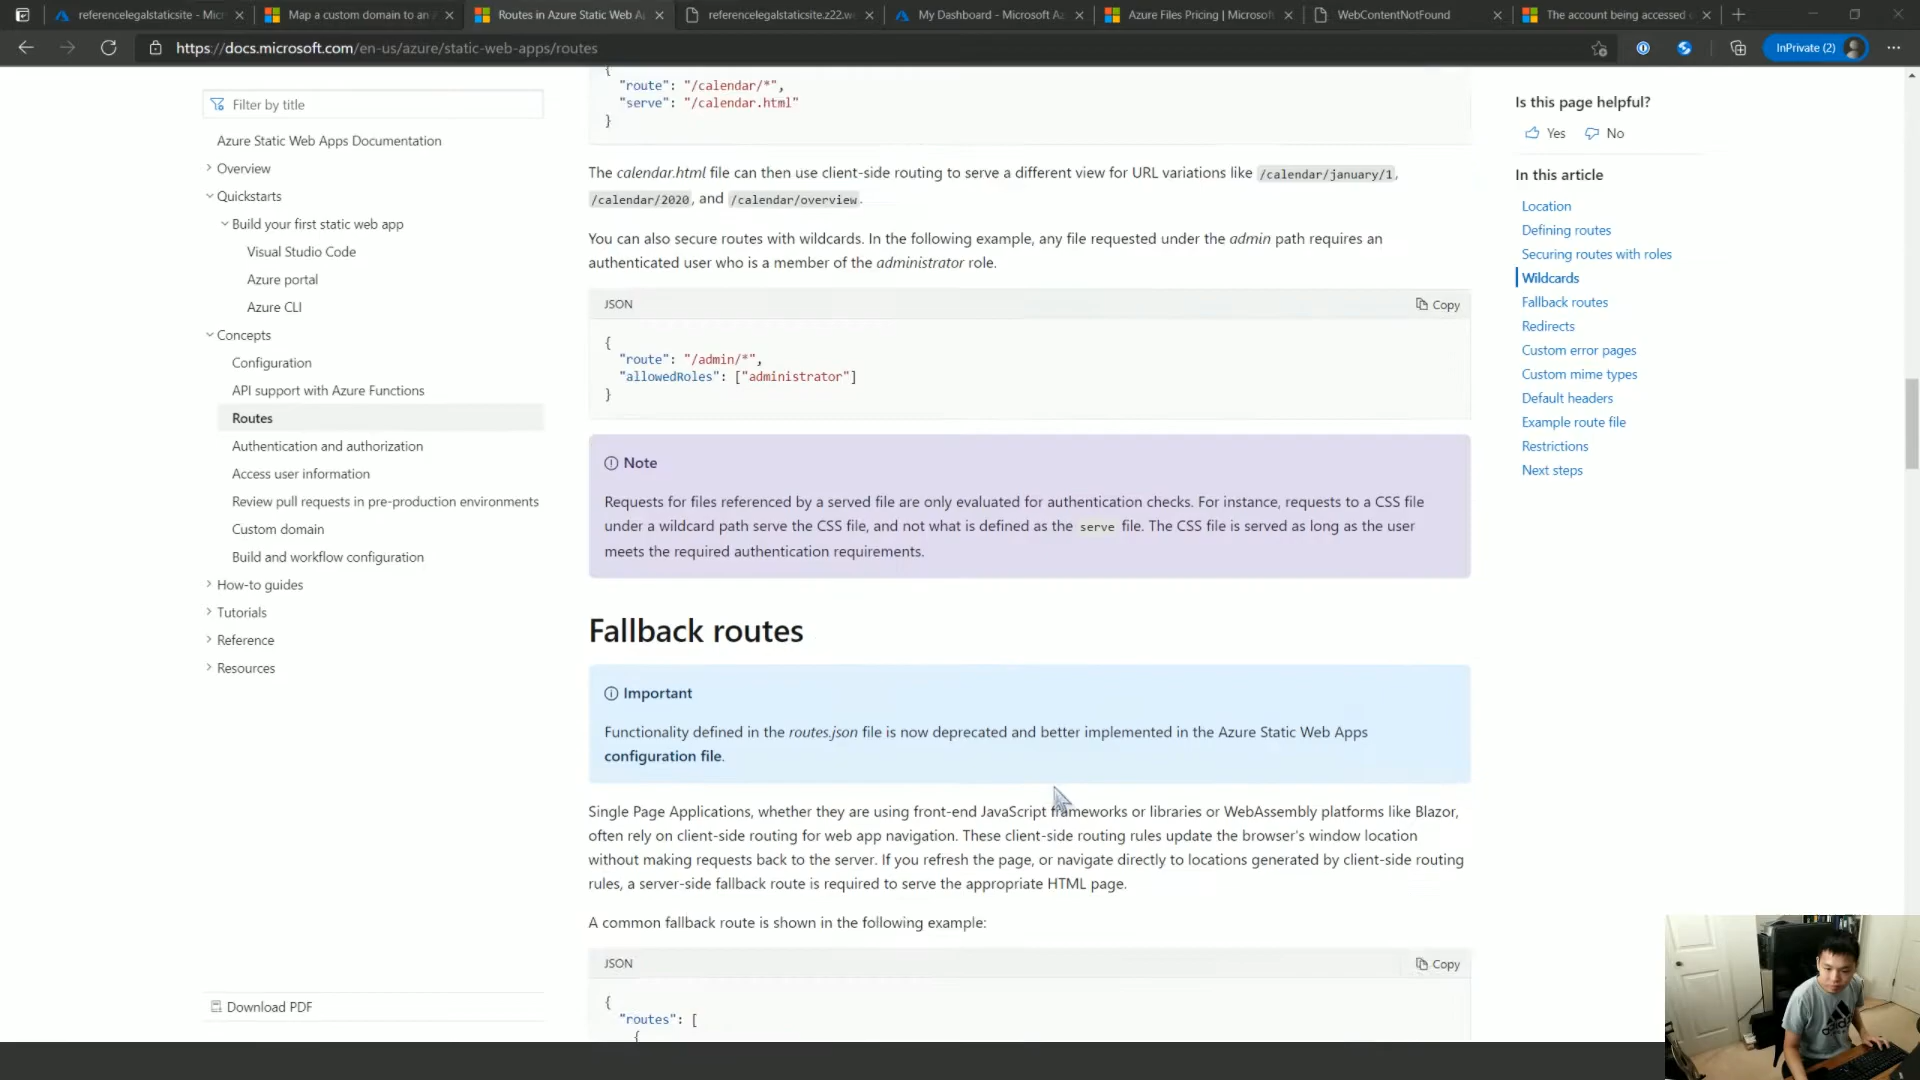 referencelegalstaticsite - Micr
Map a custom domain to an
Routes in Azure Static Web A
referencelegalstaticsite.z22.w
My Dashboard - Microsoft Az
Azure Files Pricing | Microsoft
WebContentNotFound
The account being accessed
https://docs.microsoft.com/en-us/azure/static-web-apps/routes
InPrivate (2)
Filter by title
Azure Static Web Apps Documentation
Overview
Quickstarts
Build your first static web app
Visual Studio Code
Azure portal
Azure CLI
Concepts
Configuration
API support with Azure Functions
Routes
Authentication and authorization
Access user information
Review pull requests in pre-production environments
Custom domain
Build and workflow configuration
How-to guides
Tutorials
Reference
Resources
Download PDF
{
"route": "/calendar/*",
"serve": "/calendar.html"
}
The calendar.html file can then use client-side routing to serve a different view for URL variations like /calendar/january/1,
/calendar/2020, and /calendar/overview.
You can also secure routes with wildcards. In the following example, any file requested under the admin path requires an
authenticated user who is a member of the administrator role.
JSON
Copy
{
"route": "/admin/*",
"allowedRoles": ["administrator"]
}
Note
Requests for files referenced by a served file are only evaluated for authentication checks. For instance, requests to a CSS file
under a wildcard path serve the CSS file, and not what is defined as the serve file. The CSS file is served as long as the user
meets the required authentication requirements.
Fallback routes
Important
Functionality defined in the routes.json file is now deprecated and better implemented in the Azure Static Web Apps
configuration file.
Single Page Applications, whether they are using front-end JavaScript frameworks or libraries or WebAssembly platforms like Blazor,
often rely on client-side routing for web app navigation. These client-side routing rules update the browser's window location
without making requests back to the server. If you refresh the page, or navigate directly to locations generated by client-side routing
rules, a server-side fallback route is required to serve the appropriate HTML page.
A common fallback route is shown in the following example:
JSON
Copy
{
"routes": [
{
Is this page helpful?
Yes
No
In this article
Location
Defining routes
Securing routes with roles
Wildcards
Fallback routes
Redirects
Custom error pages
Custom mime types
Default headers
Example route file
Restrictions
Next steps
adidas